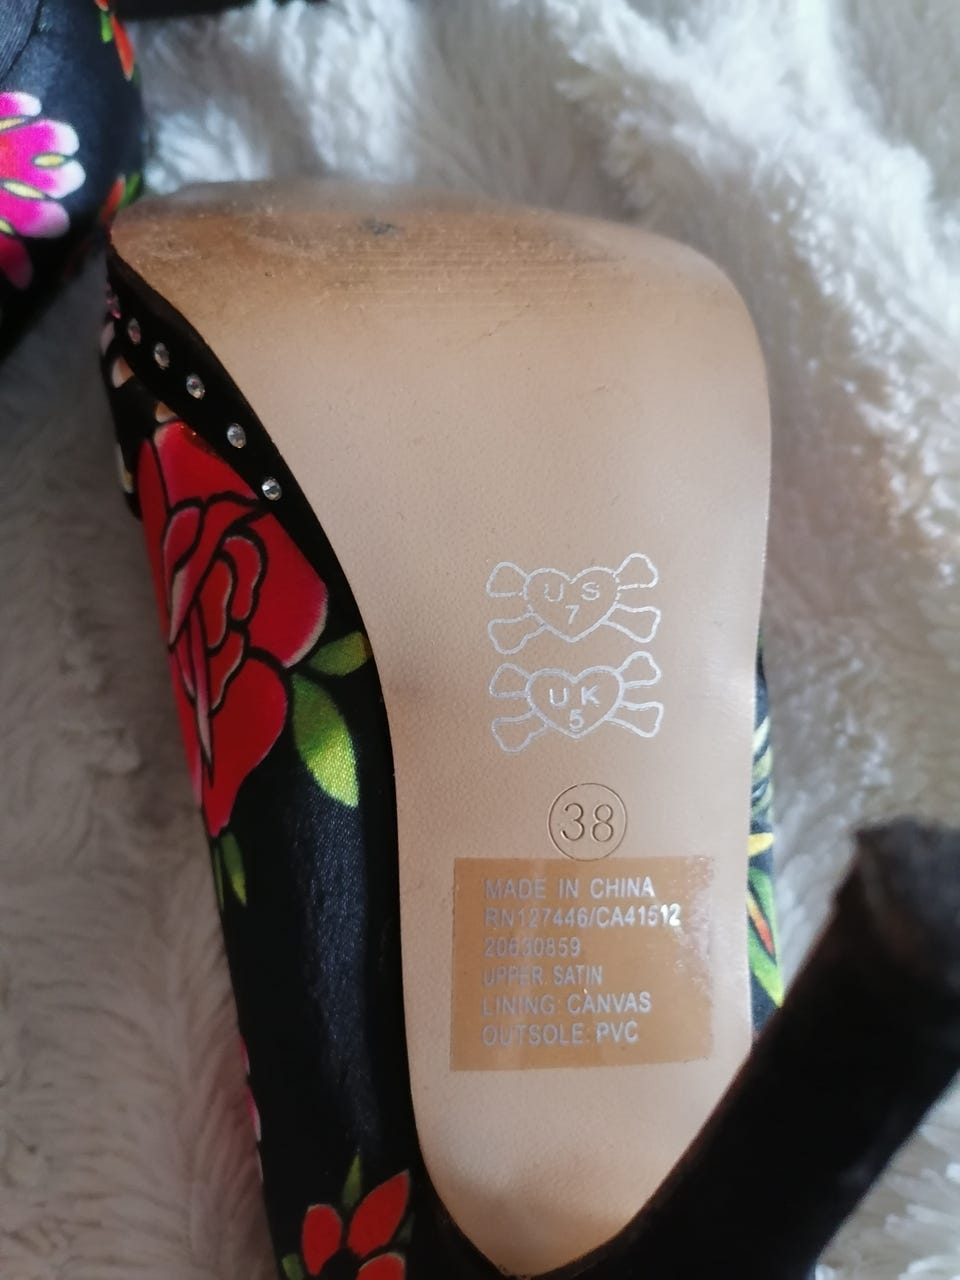 US
7
UK
5
38
MADE IN CHINA
RN127446/CA41512
20630859
UPPER: SATIN
LINING: CANVAS
OUTSOLE: PVC